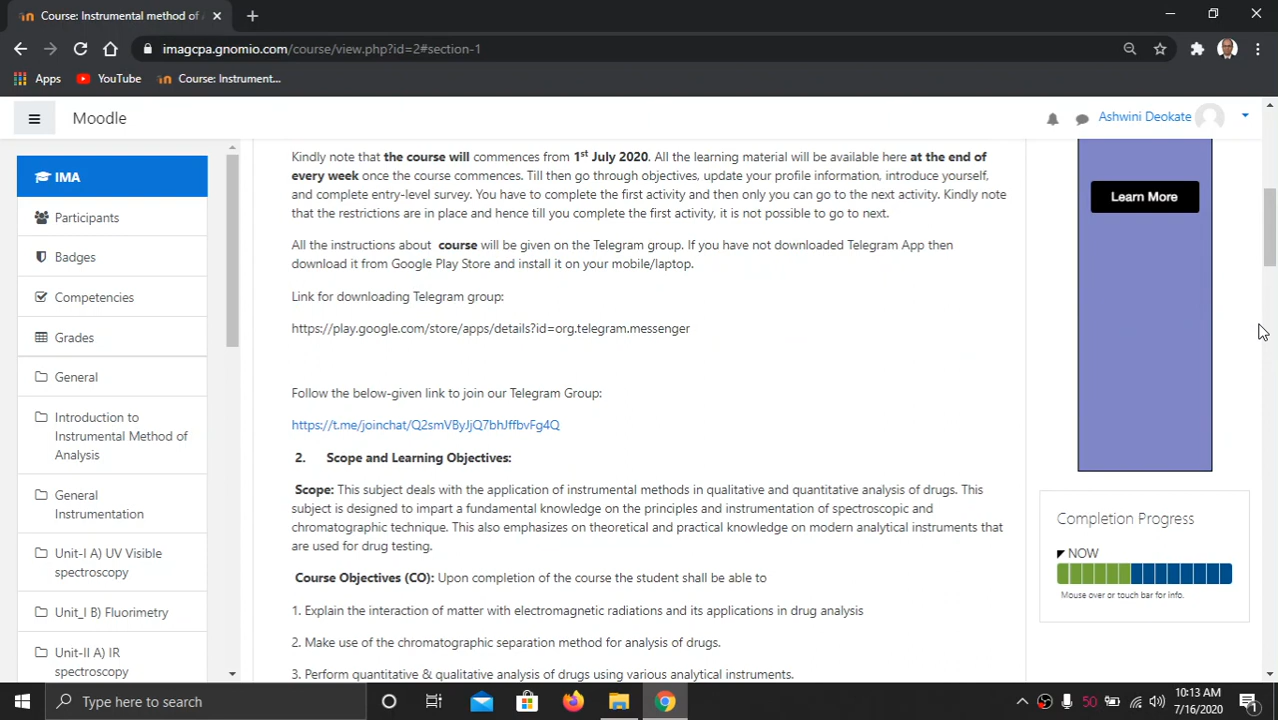 Course: Instrumental method of A
imagcpa.gnomio.com/course/view.php?id=2#section-1
Apps
YouTube
Course: Instrument...
Moodle
Ashwini Deokate
IMA
Participants
Badges
Competencies
Grades
General
Introduction to
Instrumental Method of
Analysis
General
Instrumentation
Unit-I A) UV Visible
spectroscopy
Unit_I B) Fluorimetry
Unit-II A) IR
spectroscopy
Kindly note that the course will commences from 1st July 2020. All the learning material will be available here at the end of
every week once the course commences. Till then go through objectives, update your profile information, introduce yourself,
and complete entry-level survey. You have to complete the first activity and then only you can go to the next activity. Kindly note
that the restrictions are in place and hence till you complete the first activity, it is not possible to go to next.
All the instructions about course will be given on the Telegram group. If you have not downloaded Telegram App then
download it from Google Play Store and install it on your mobile/laptop.
Link for downloading Telegram group:
https://play.google.com/store/apps/details?id=org.telegram.messenger
Follow the below-given link to join our Telegram Group:
https://t.me/joinchat/Q2smVByJjQ7bhJffbvFg4Q
2. Scope and Learning Objectives:
Scope: This subject deals with the application of instrumental methods in qualitative and quantitative analysis of drugs. This
subject is designed to impart a fundamental knowledge on the principles and instrumentation of spectroscopic and
chromatographic technique. This also emphasizes on theoretical and practical knowledge on modern analytical instruments that
are used for drug testing.
Course Objectives (CO): Upon completion of the course the student shall be able to
1. Explain the interaction of matter with electromagnetic radiations and its applications in drug analysis
2. Make use of the chromatographic separation method for analysis of drugs.
3. Perform quantitative & qualitative analysis of drugs using various analytical instruments.
Learn More
Completion Progress
NOW
Mouse over or touch bar for info.
Type here to search
50
10:13 AM
7/16/2020
1